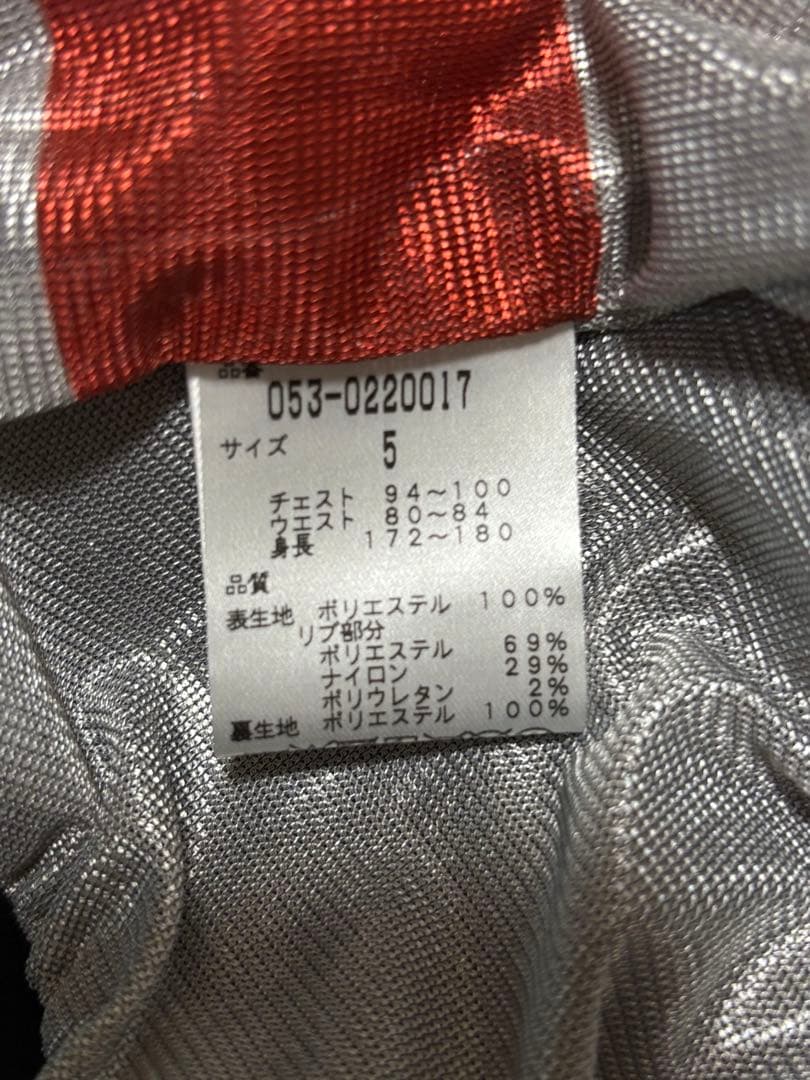 品番
053-0220017
サイズ 5
チェスト 94～100
ウエスト 80～84
身長 172～180
品質
表生地 ポリエステル 100%
リブ部分
ポリエステル 69%
ナイロン 29%
ポリウレタン 2%
裏生地 ポリエステル 100%